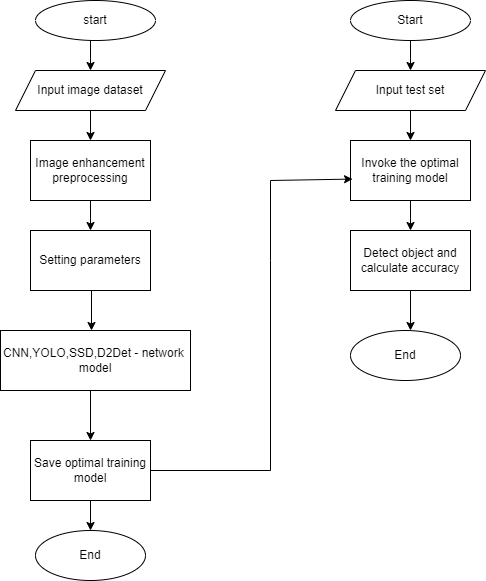 start
Input image dataset
Image enhancement
preprocessing
Setting parameters
CNN,YOLO,SSD,D2Det - network
model
Save optimal training
model
End
Start
Input test set
Invoke the optimal
training model
Detect object and
calculate accuracy
End